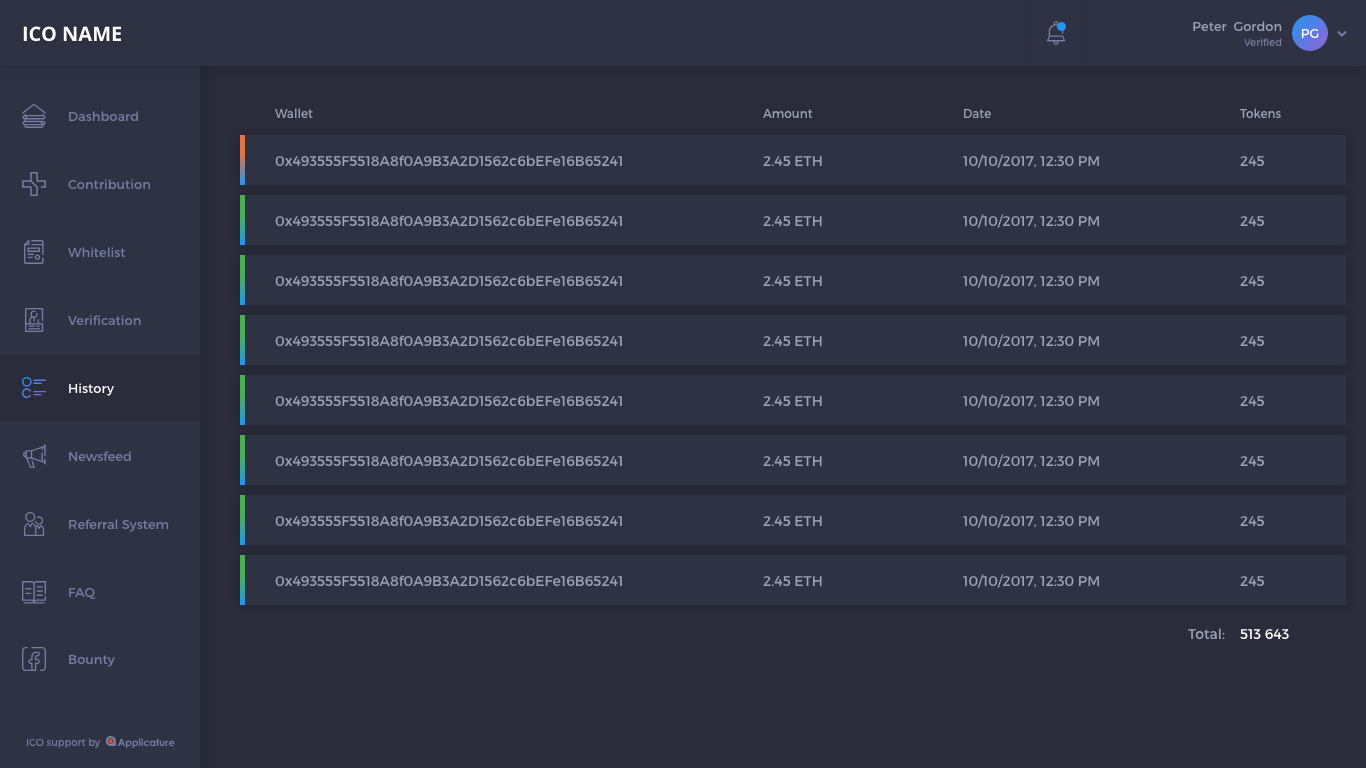 ICO NAME
Peter Gordon
Verified
PG
Dashboard
Contribution
Whitelist
Verification
History
Newsfeed
Referral System
FAQ
Bounty
ICO support by Applicature
Wallet Amount Date Tokens
0x493555F5518A8f0A9B3A2D1562c6bEFe16B65241 2.45 ETH 10/10/2017, 12:30 PM 245
0x493555F5518A8f0A9B3A2D1562c6bEFe16B65241 2.45 ETH 10/10/2017, 12:30 PM 245
0x493555F5518A8f0A9B3A2D1562c6bEFe16B65241 2.45 ETH 10/10/2017, 12:30 PM 245
0x493555F5518A8f0A9B3A2D1562c6bEFe16B65241 2.45 ETH 10/10/2017, 12:30 PM 245
0x493555F5518A8f0A9B3A2D1562c6bEFe16B65241 2.45 ETH 10/10/2017, 12:30 PM 245
0x493555F5518A8f0A9B3A2D1562c6bEFe16B65241 2.45 ETH 10/10/2017, 12:30 PM 245
0x493555F5518A8f0A9B3A2D1562c6bEFe16B65241 2.45 ETH 10/10/2017, 12:30 PM 245
0x493555F5518A8f0A9B3A2D1562c6bEFe16B65241 2.45 ETH 10/10/2017, 12:30 PM 245
Total: 513 643